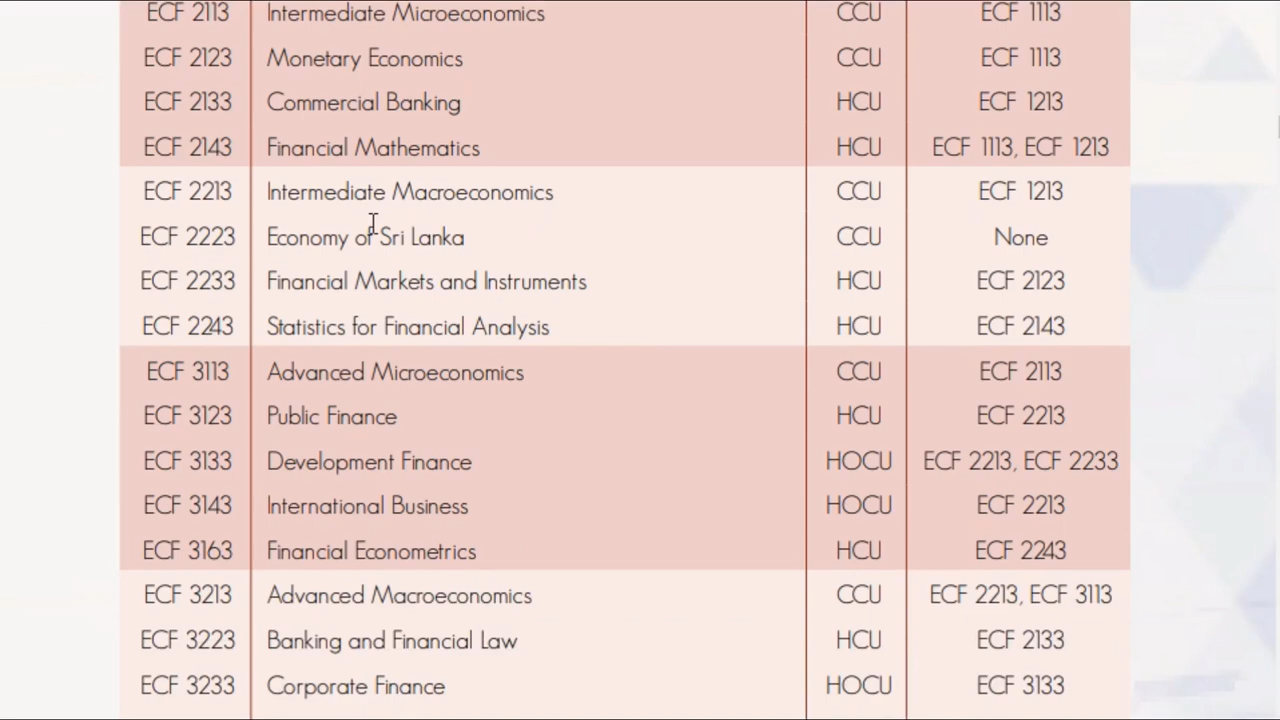 ECF 2113 Intermediate Microeconomics CCU ECF 1113
ECF 2123 Monetary Economics CCU ECF 1113
ECF 2133 Commercial Banking HCU ECF 1213
ECF 2143 Financial Mathematics HCU ECF 1113, ECF 1213
ECF 2213 Intermediate Macroeconomics CCU ECF 1213
ECF 2223 Economy of Sri Lanka CCU None
ECF 2233 Financial Markets and Instruments HCU ECF 2123
ECF 2243 Statistics for Financial Analysis HCU ECF 2143
ECF 3113 Advanced Microeconomics CCU ECF 2113
ECF 3123 Public Finance HCU ECF 2213
ECF 3133 Development Finance HOCU ECF 2213, ECF 2233
ECF 3143 International Business HOCU ECF 2213
ECF 3163 Financial Econometrics HCU ECF 2243
ECF 3213 Advanced Macroeconomics CCU ECF 2213, ECF 3113
ECF 3223 Banking and Financial Law HCU ECF 2133
ECF 3233 Corporate Finance HOCU ECF 3133